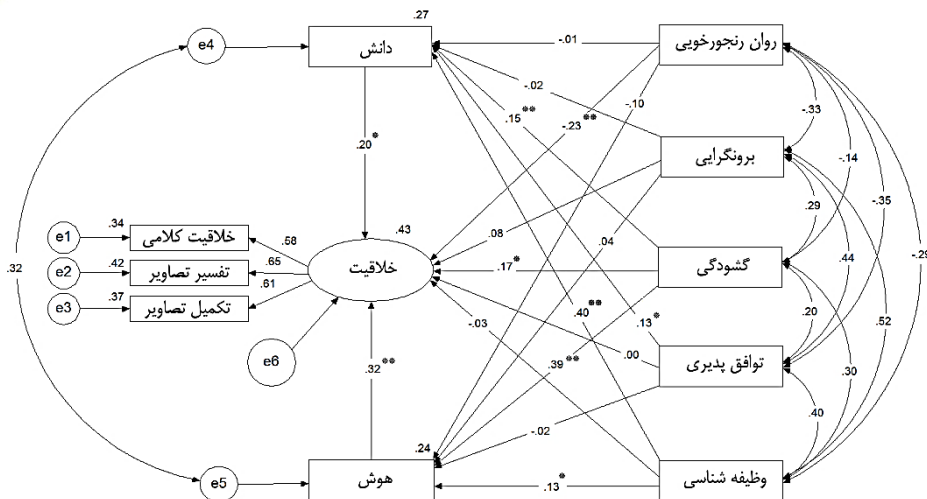 .27
روان رنجورخویی
e4
دانش
-.01
-.02
-.10
.15**
-.23**
-.33
.20*
برونگرایی
-.14
.29
-.35
.34
e1
خلاقیت کلامی
.58
.43
.08
.04
.32
.42
e2
تفسیر تصاویر
.65
خلاقیت
.17*
گشودگی
.44
-.29
.37
e3
تکمیل تصاویر
.61
-.03
.40**
.13*
.20
.52
e6
.00
.32**
.39**
توافق پدیری
.30
-.02
.40
.24
e5
هوش
.13*
وظیفه شناسی